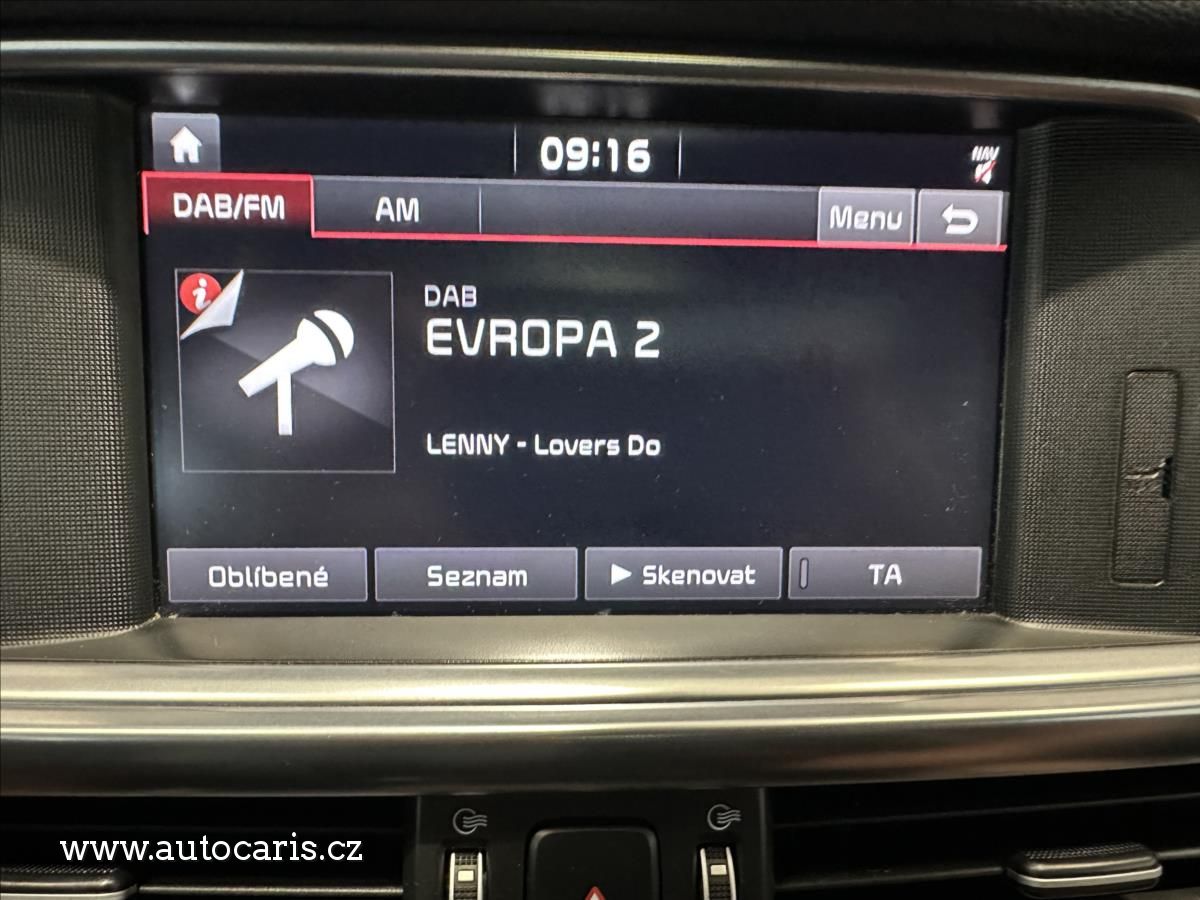 09:16
NAV
DAB/FM
AM
Menu
i
DAB
EVROPA 2
LENNY - Lovers Do
Oblíbené
Seznam
Skenovat
TA
www.autocaris.cz